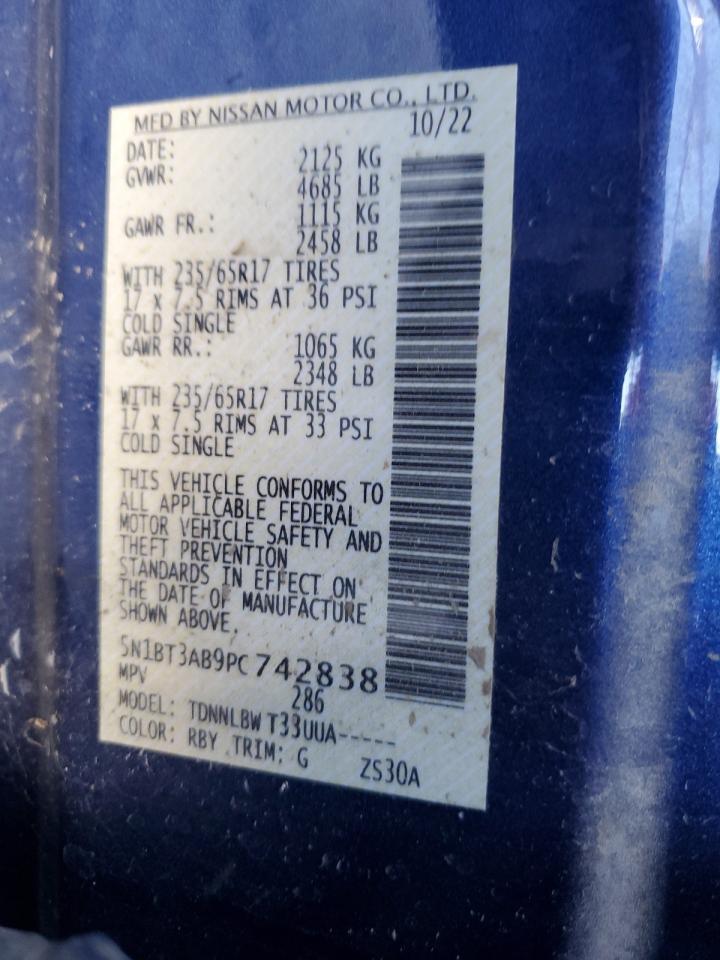 MFD BY NISSAN MOTOR CO., LTD.
DATE: 10/22
GVWR: 2125 KG
4685 LB
GAWR FR.: 1115 KG
2458 LB
WITH 235/65R17 TIRES
17 x 7.5 RIMS AT 36 PSI
COLD SINGLE
GAWR RR.: 1065 KG
2348 LB
WITH 235/65R17 TIRES
17 x 7.5 RIMS AT 33 PSI
COLD SINGLE
THIS VEHICLE CONFORMS TO
ALL APPLICABLE FEDERAL
MOTOR VEHICLE SAFETY AND
THEFT PREVENTION
STANDARDS IN EFFECT ON
THE DATE OF MANUFACTURE
SHOWN ABOVE.
5N1BT3AB9PC742838
MPV 286
MODEL: TDNNLBW T33UUA-----
COLOR: RBY TRIM: G ZS30A